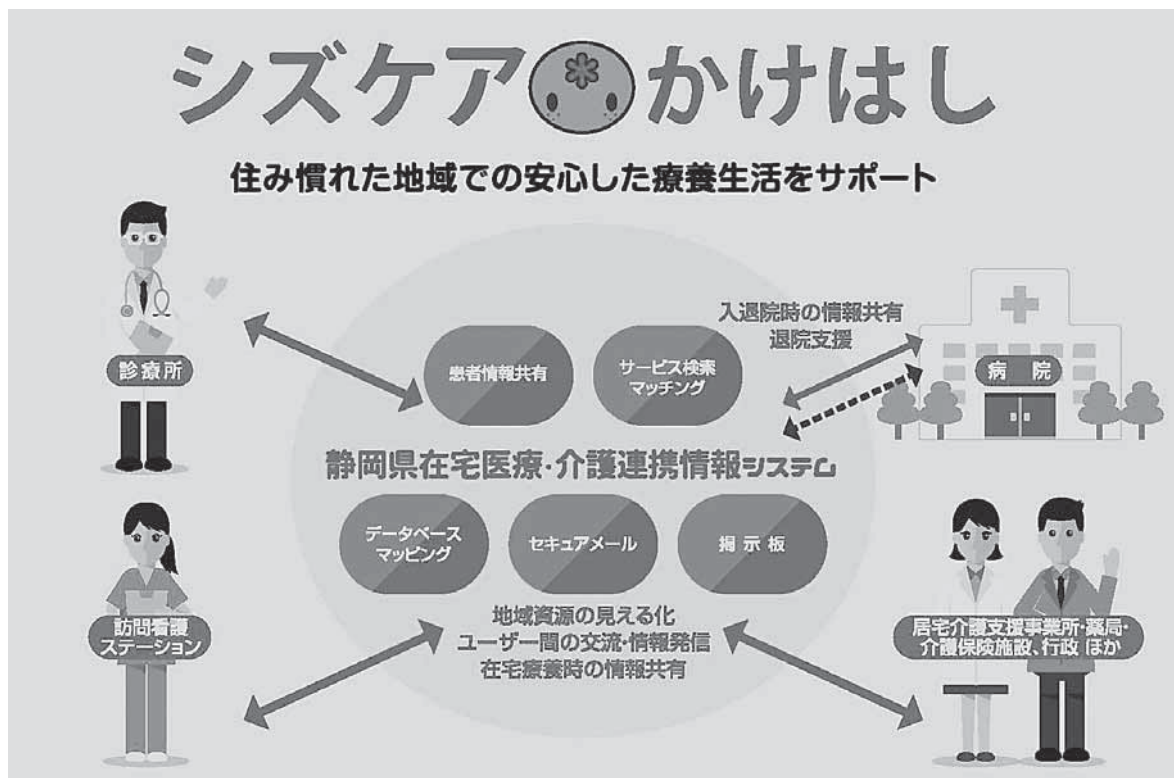 シズケア かけはし
住み慣れた地域での安心した療養生活をサポート
診療所
患者情報共有
サービス検索
マッチング
入退院時の情報共有
退院支援
病院
静岡県在宅医療・介護連携情報システム
データベース
マッピング
セキュアメール
掲示板
地域資源の見える化
ユーザー間の交流・情報発信
在宅療養時の情報共有
訪問看護
ステーション
居宅介護支援事業所・薬局・
介護保険施設、行政 ほか